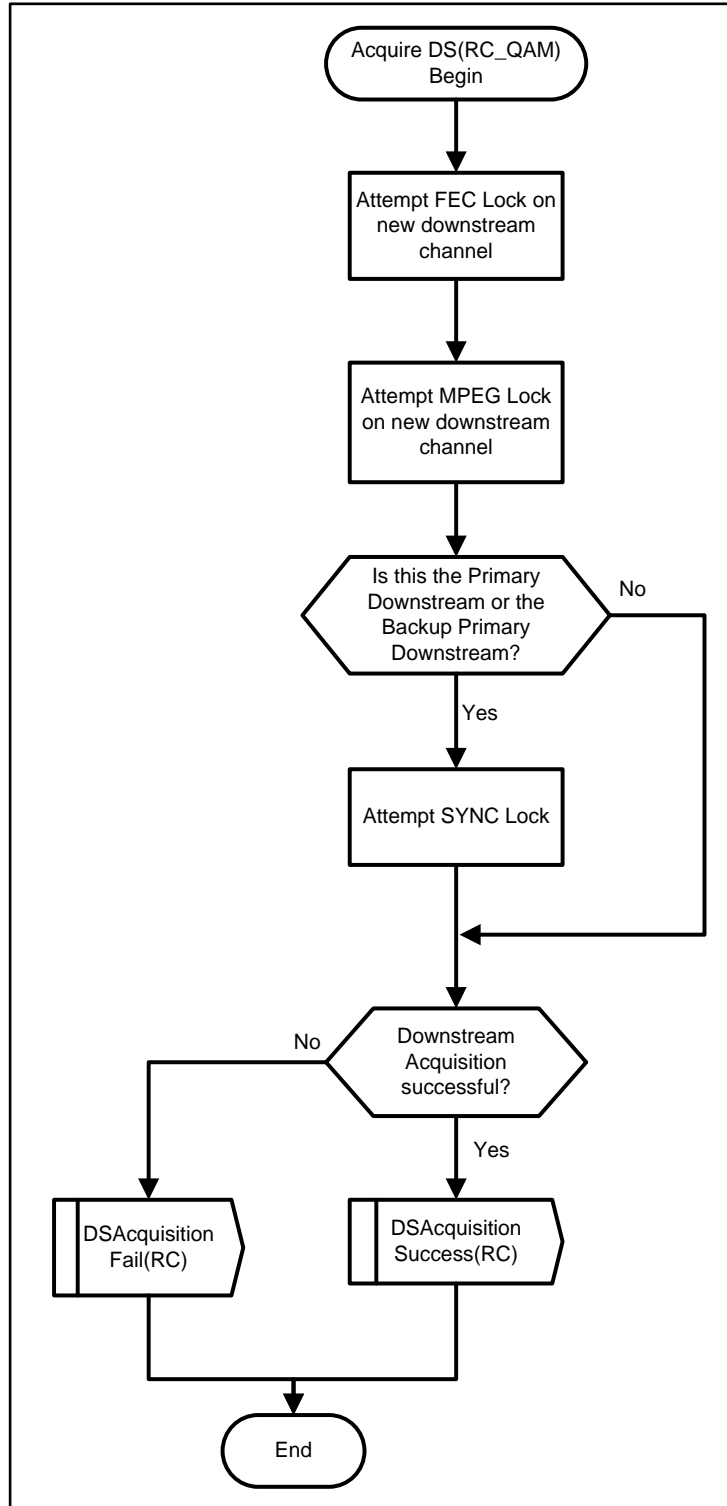 Acquire DS(RC_QAM)
Begin
Attempt FEC Lock on
new downstream
channel
Attempt MPEG Lock
on new downstream
channel
Is this the Primary
Downstream or the
Backup Primary
Downstream?
No
Yes
Attempt SYNC Lock
Downstream
Acquisition
successful?
No
Yes
DSAcquisition
Fail(RC)
DSAcquisition
Success(RC)
End